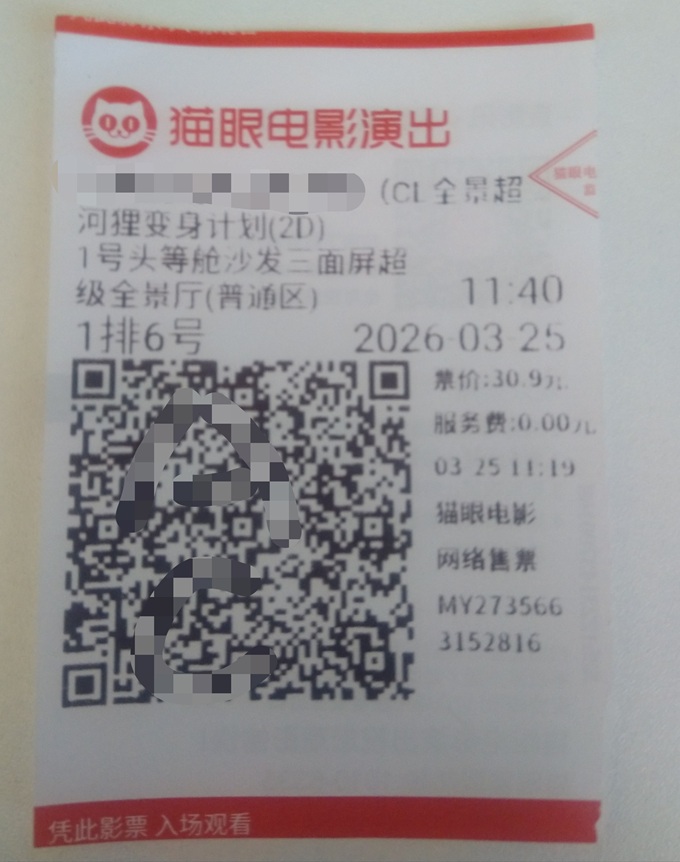 猫眼电影演出
(CL全景超
猫眼电
河狸变身计划(2D)
1号头等舱沙发三面屏超
级全景厅(普通区)
11:40
1排6号
2026-03-25
票价:30.9元
服务费:0.00元
03-25 11:19
猫眼电影
网络售票
MY273566
3152816
凭此影票 入场观看